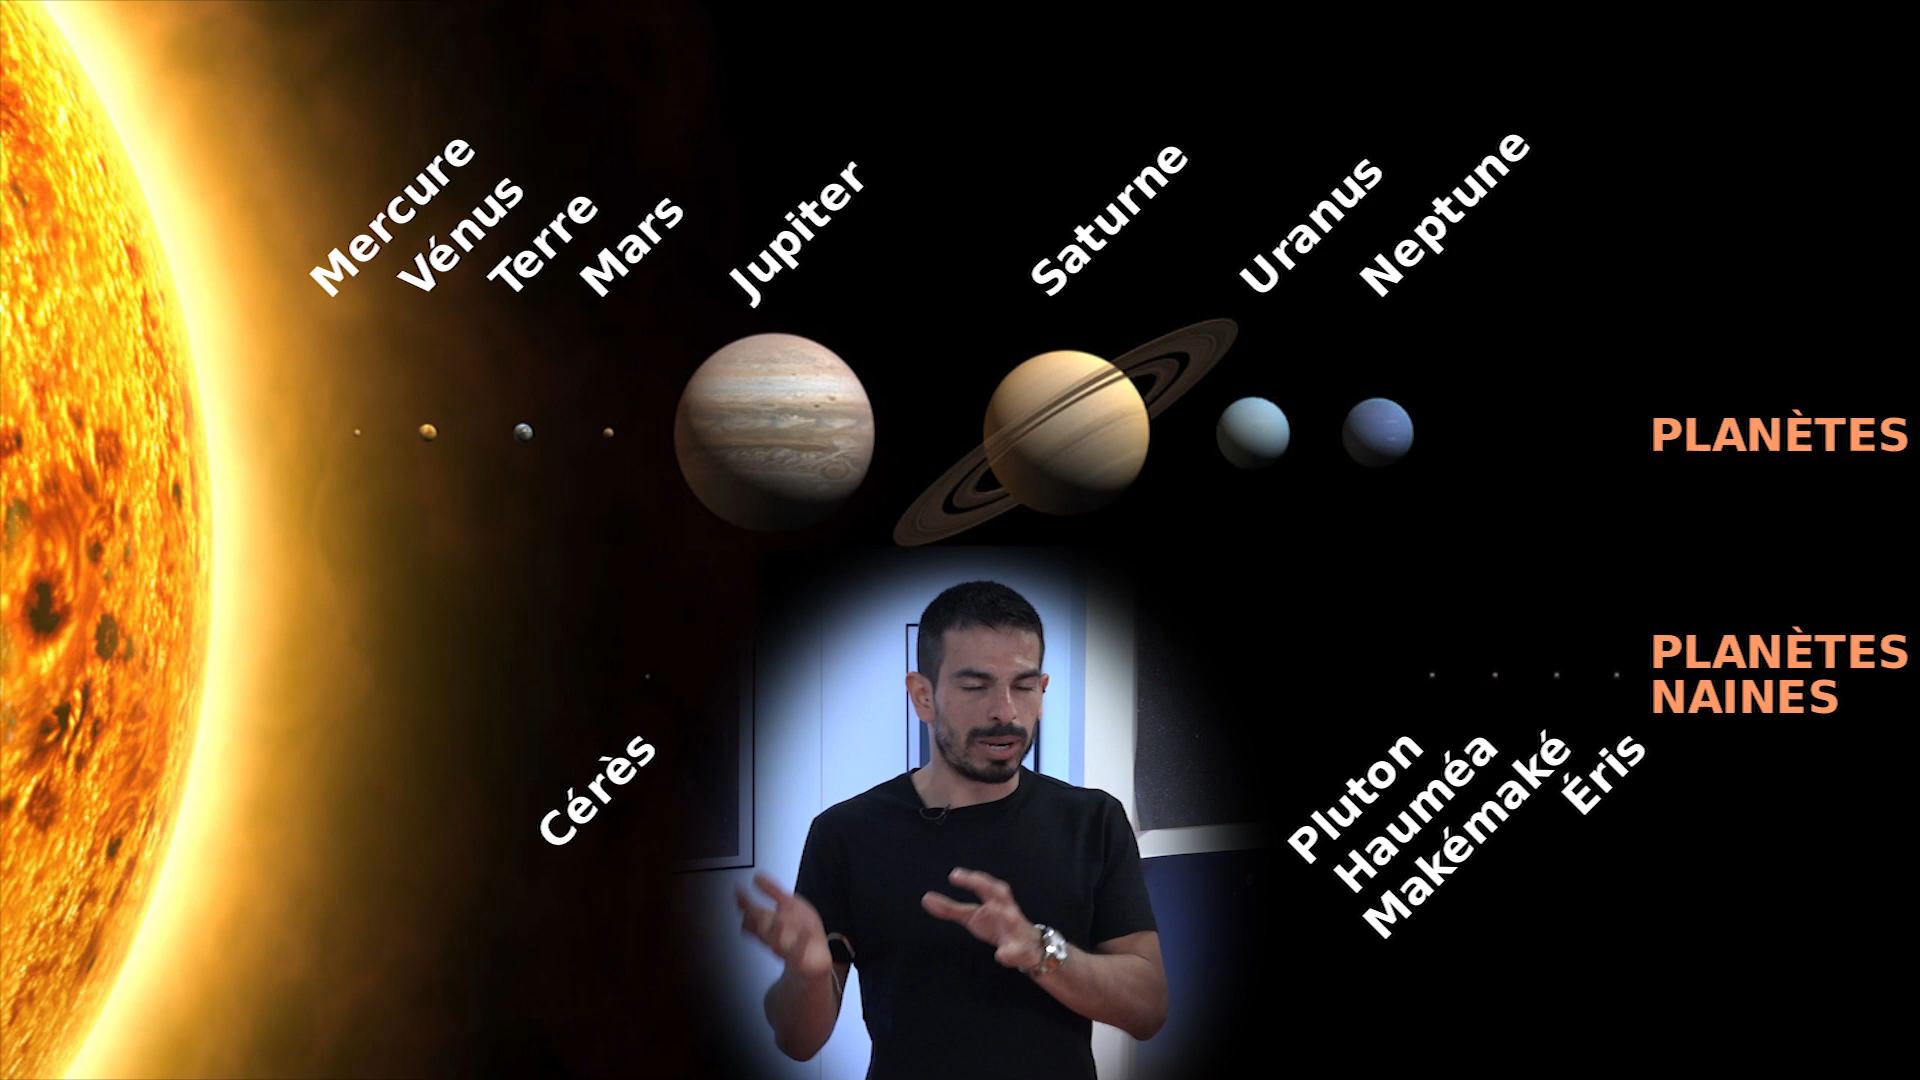 Mercure
Vénus
Terre
Mars
Jupiter
Saturne
Uranus
Neptune
PLANÈTES
PLANÈTES
NAINES
Cérès
Pluton
Hauméa
Makémaké
Éris